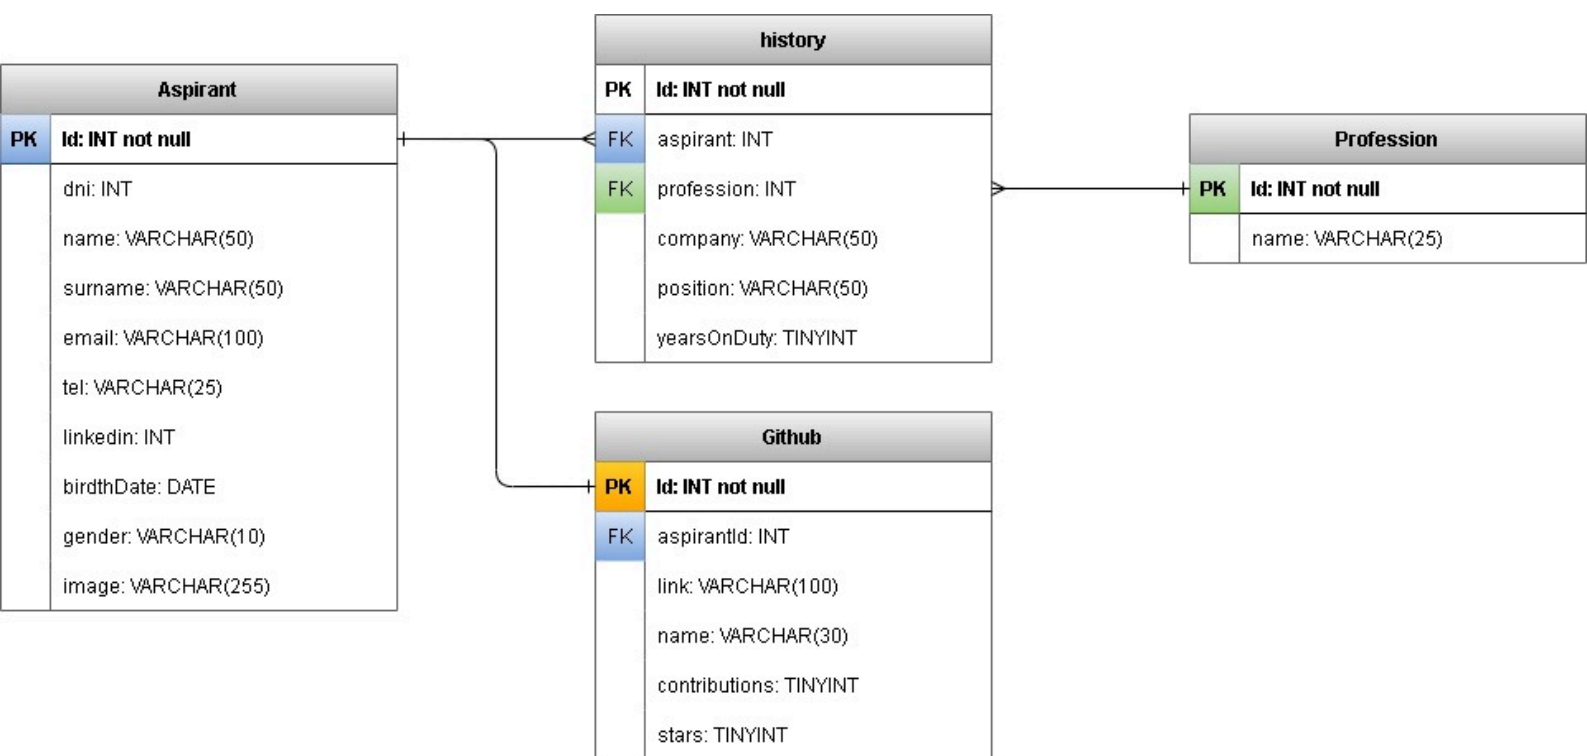 Aspirant
PK Id: INT not null
dni: INT
name: VARCHAR(50)
surname: VARCHAR(50)
email: VARCHAR(100)
tel: VARCHAR(25)
linkedin: INT
birdthDate: DATE
gender: VARCHAR(10)
image: VARCHAR(255)
history
PK Id: INT not null
FK aspirant: INT
FK profession: INT
company: VARCHAR(50)
position: VARCHAR(50)
yearsOnDuty: TINYINT
Github
PK Id: INT not null
FK aspirantId: INT
link: VARCHAR(100)
name: VARCHAR(30)
contributions: TINYINT
stars: TINYINT
Profession
PK Id: INT not null
name: VARCHAR(25)